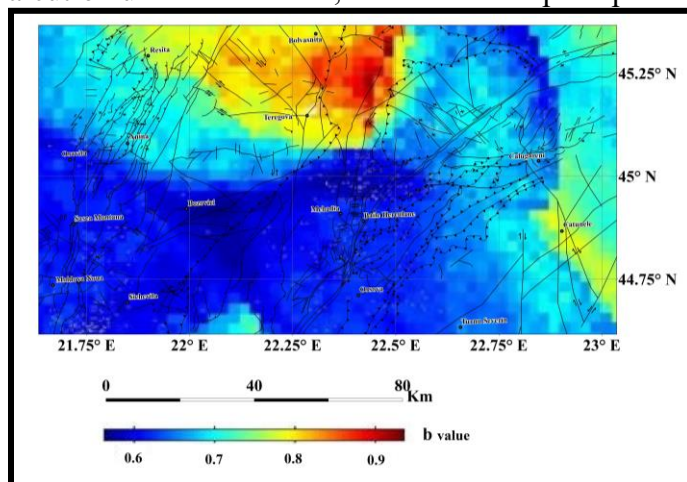 Resita
Bolvasnita
45.25° N
Teregova
Anina
Oravita
45° N
Bozovici
Mehadia
Baile Herculane
Sasca Montana
Moldova Noua
44.75° N
Sichevita
Orsova
Turnu Severin
21.75° E 22° E 22.25° E 22.5° E 22.75° E 23° E
0 40 80
Km
b value
0.6 0.7 0.8 0.9